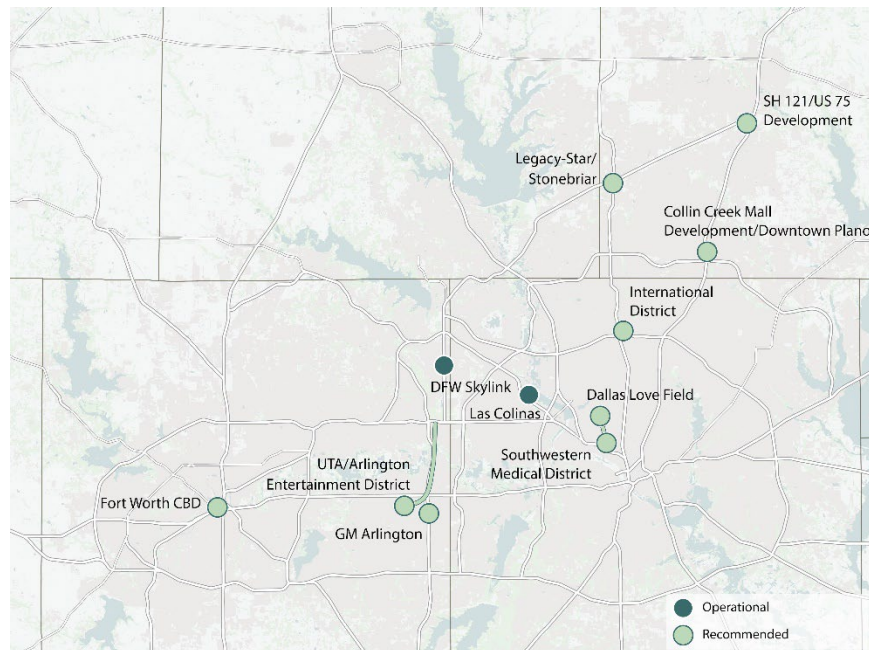 SH 121/US 75
Development
Legacy-Star/
Stonebriar
Collin Creek Mall
Development/Downtown Plano
International
District
DFW Skylink
Las Colinas
Dallas Love Field
Southwestern
Medical District
UTA/Arlington
Entertainment District
Fort Worth CBD
GM Arlington
Operational
Recommended